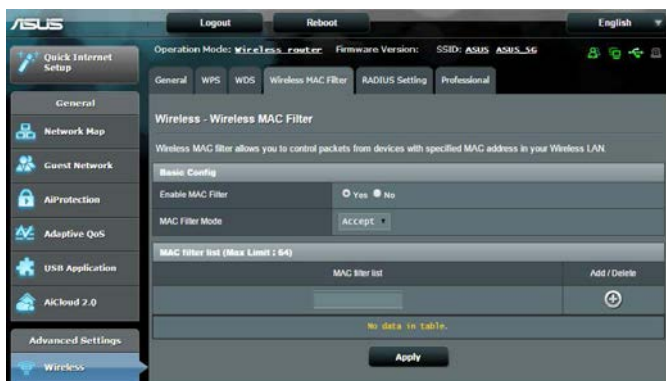 ASUS
Logout
Reboot
English
Quick Internet Setup
Operation Mode: Wireless router Firmware Version: SSID: ASUS ASUS_5G
General WPS WDS Wireless MAC Filter RADIUS Setting Professional
General
Network Map
Guest Network
AiProtection
Adaptive QoS
USB Application
AiCloud 2.0
Advanced Settings
Wireless
Wireless - Wireless MAC Filter
Wireless MAC filter allows you to control packets from devices with specified MAC address in your Wireless LAN.
Basic Config
Enable MAC Filter Yes No
MAC Filter Mode Accept
MAC filter list (Max Limit : 64)
MAC filter list Add / Delete
No data in table.
Apply